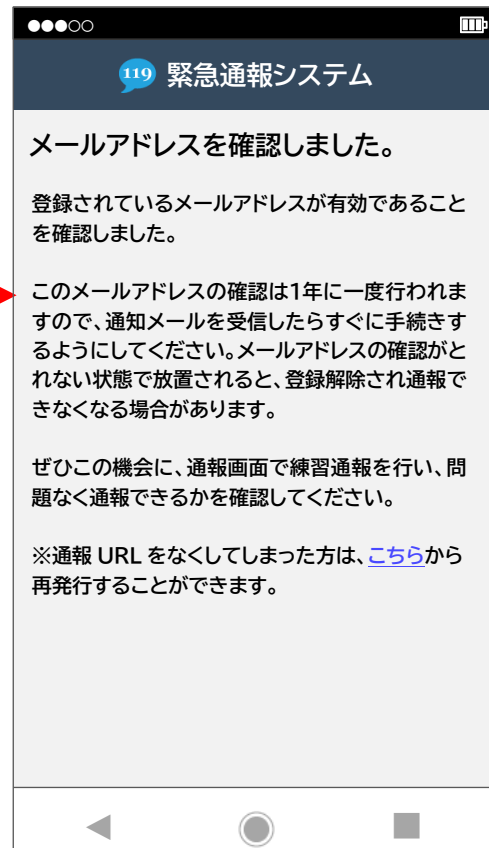 119 緊急通報システム
メールアドレスを確認しました。
登録されているメールアドレスが有効であること
を確認しました。
このメールアドレスの確認は1年に一度行われま
すので、通知メールを受信したらすぐに手続きす
るようにしてください。メールアドレスの確認がと
れない状態で放置されると、登録解除され通報で
きなくなる場合があります。
ぜひこの機会に、通報画面で練習通報を行い、問
題なく通報できるかを確認してください。
※通報 URL をなくしてしまった方は、こちらから
再発行することができます。